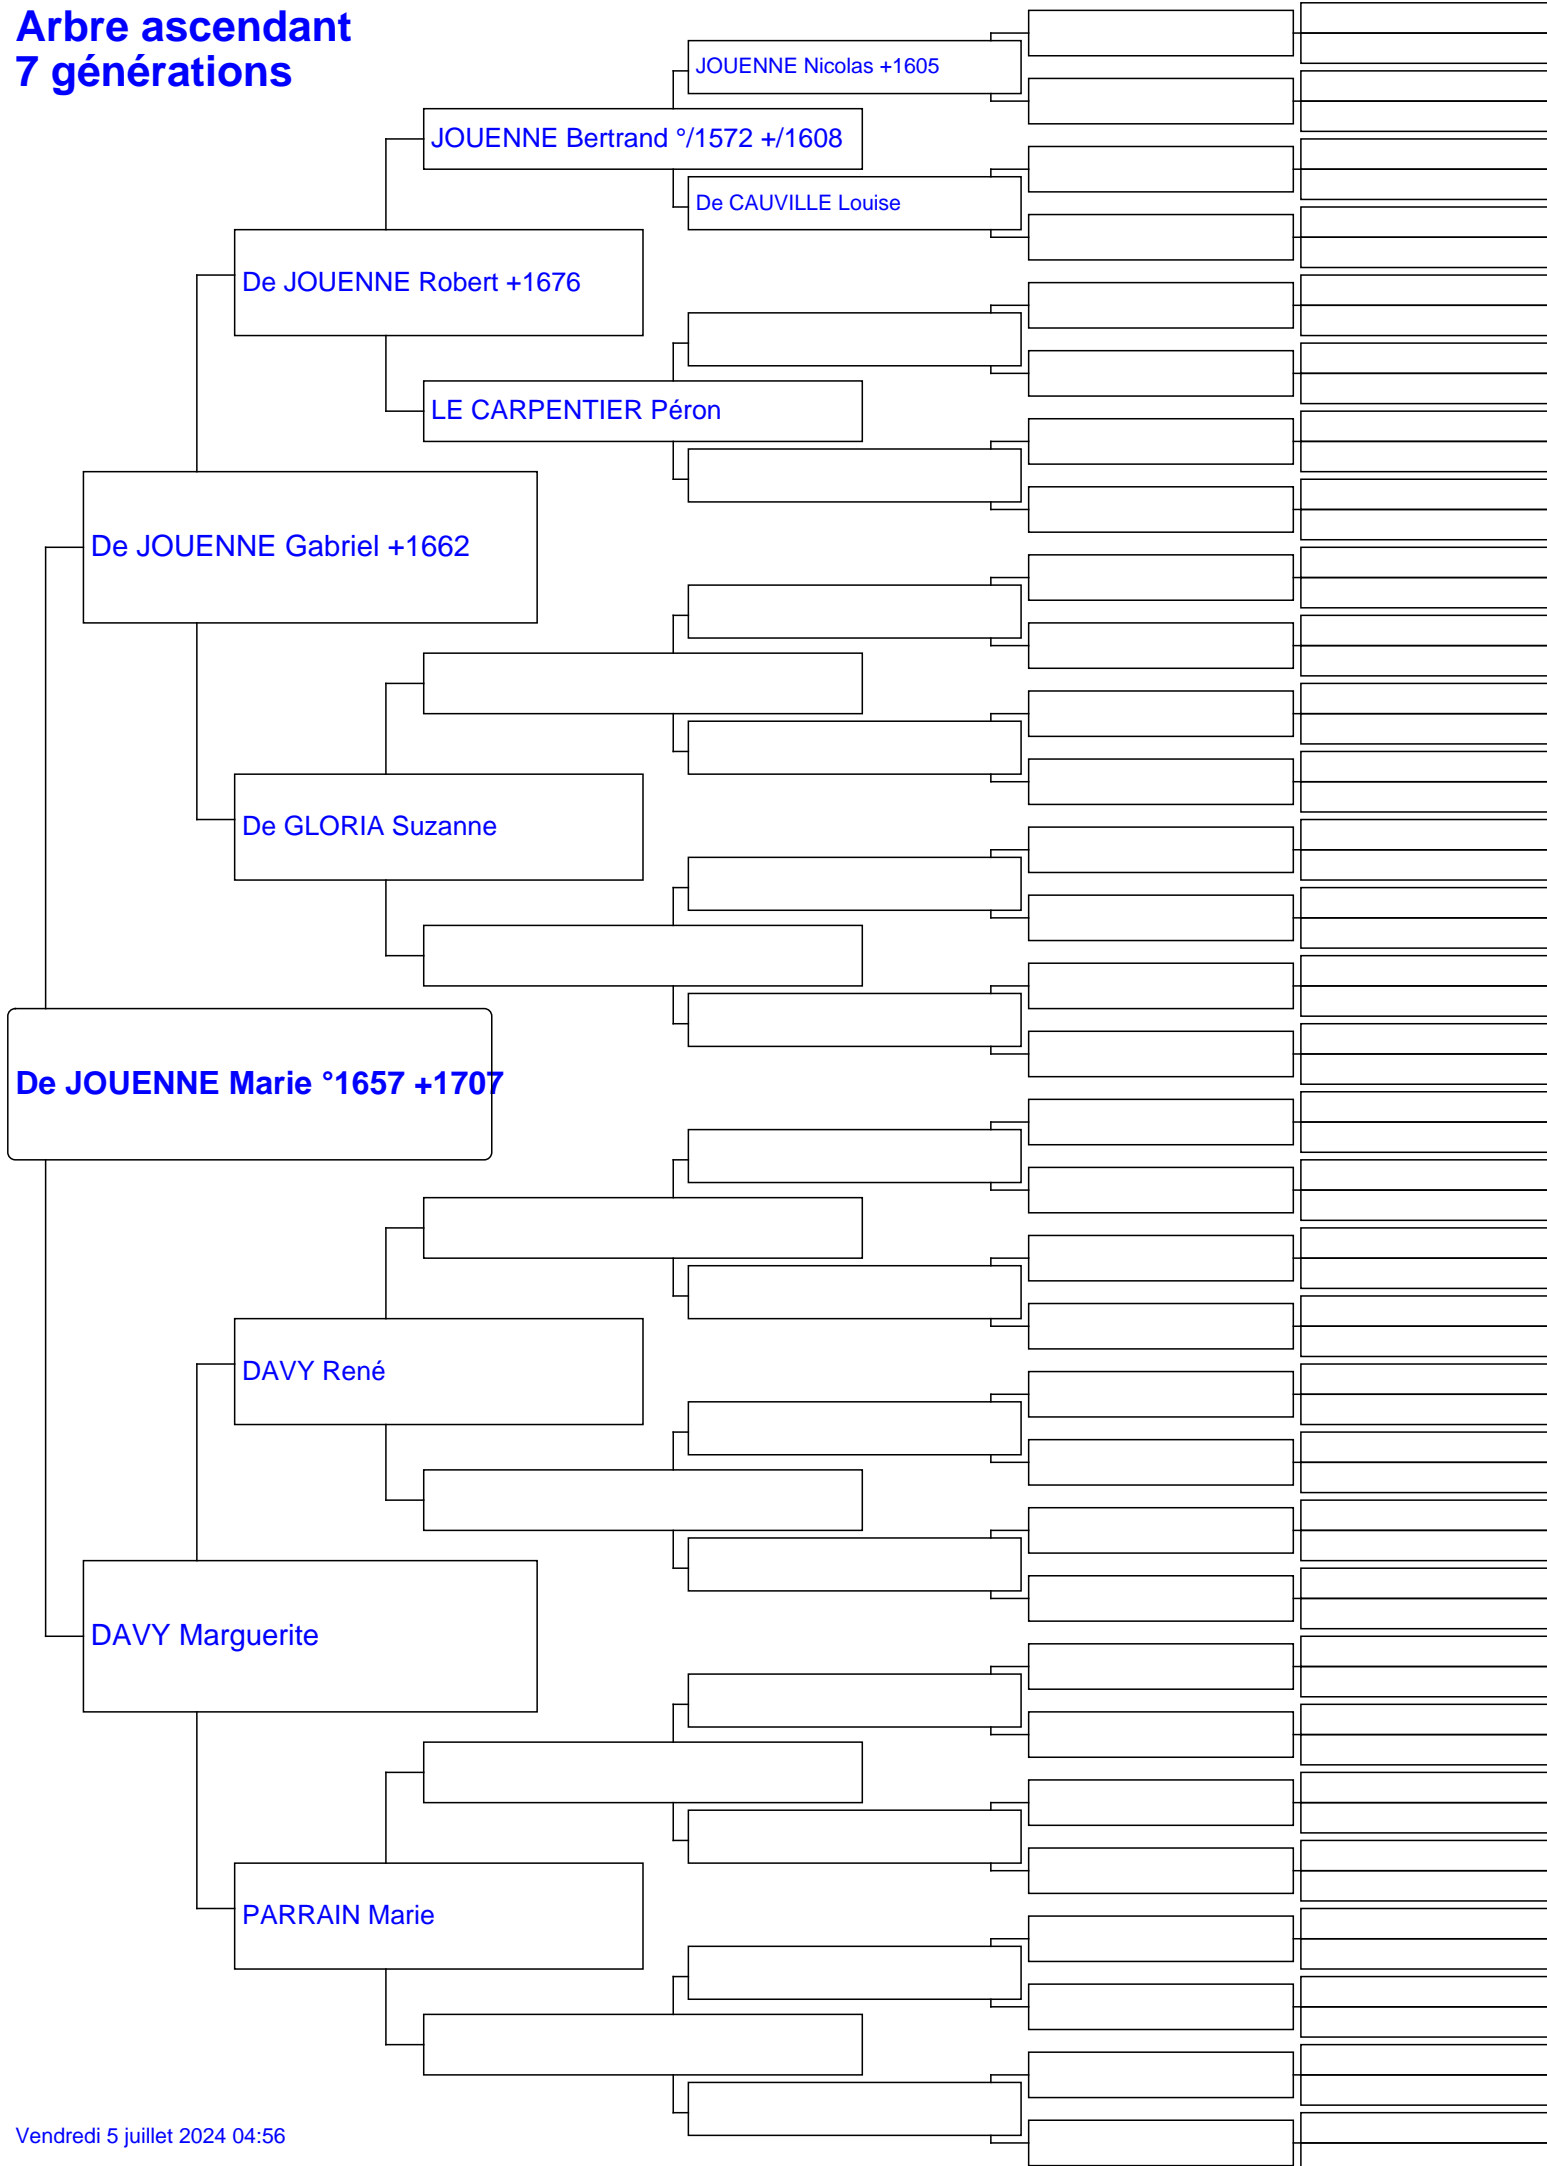 Arbre ascendant
7 générations
JOUENNE Nicolas +1605
JOUENNE Bertrand °/1572 +/1608
De CAUVILLE Louise
De JOUENNE Robert +1676
LE CARPENTIER Péron
De JOUENNE Gabriel +1662
De GLORIA Suzanne
De JOUENNE Marie °1657 +1707
DAVY René
DAVY Marguerite
PARRAIN Marie
Vendredi 5 juillet 2024 04:56